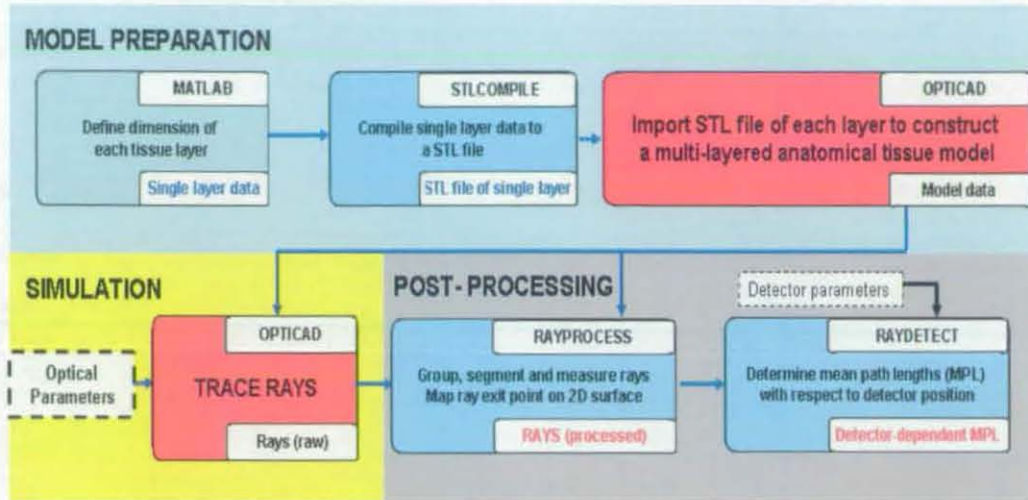 MODEL PREPARATION
MATLAB
Define dimension of
each tissue layer
Single layer data
STLCOMPILE
Compile single layer data to
a STL file
STL file of single layer
OPTICAD
Import STL file of each layer to construct
a multi-layered anatomical tissue model
Model data
SIMULATION
Optical
Parameters
OPTICAD
TRACE RAYS
Rays (raw)
POST-PROCESSING
RAYPROCESS
Group, segment and measure rays
Map ray exit point on 2D surface
RAYS (processed)
Detector parameters
RAYDETECT
Determine mean path lengths (MPL)
with respect to detector position
Detector-dependent MPL